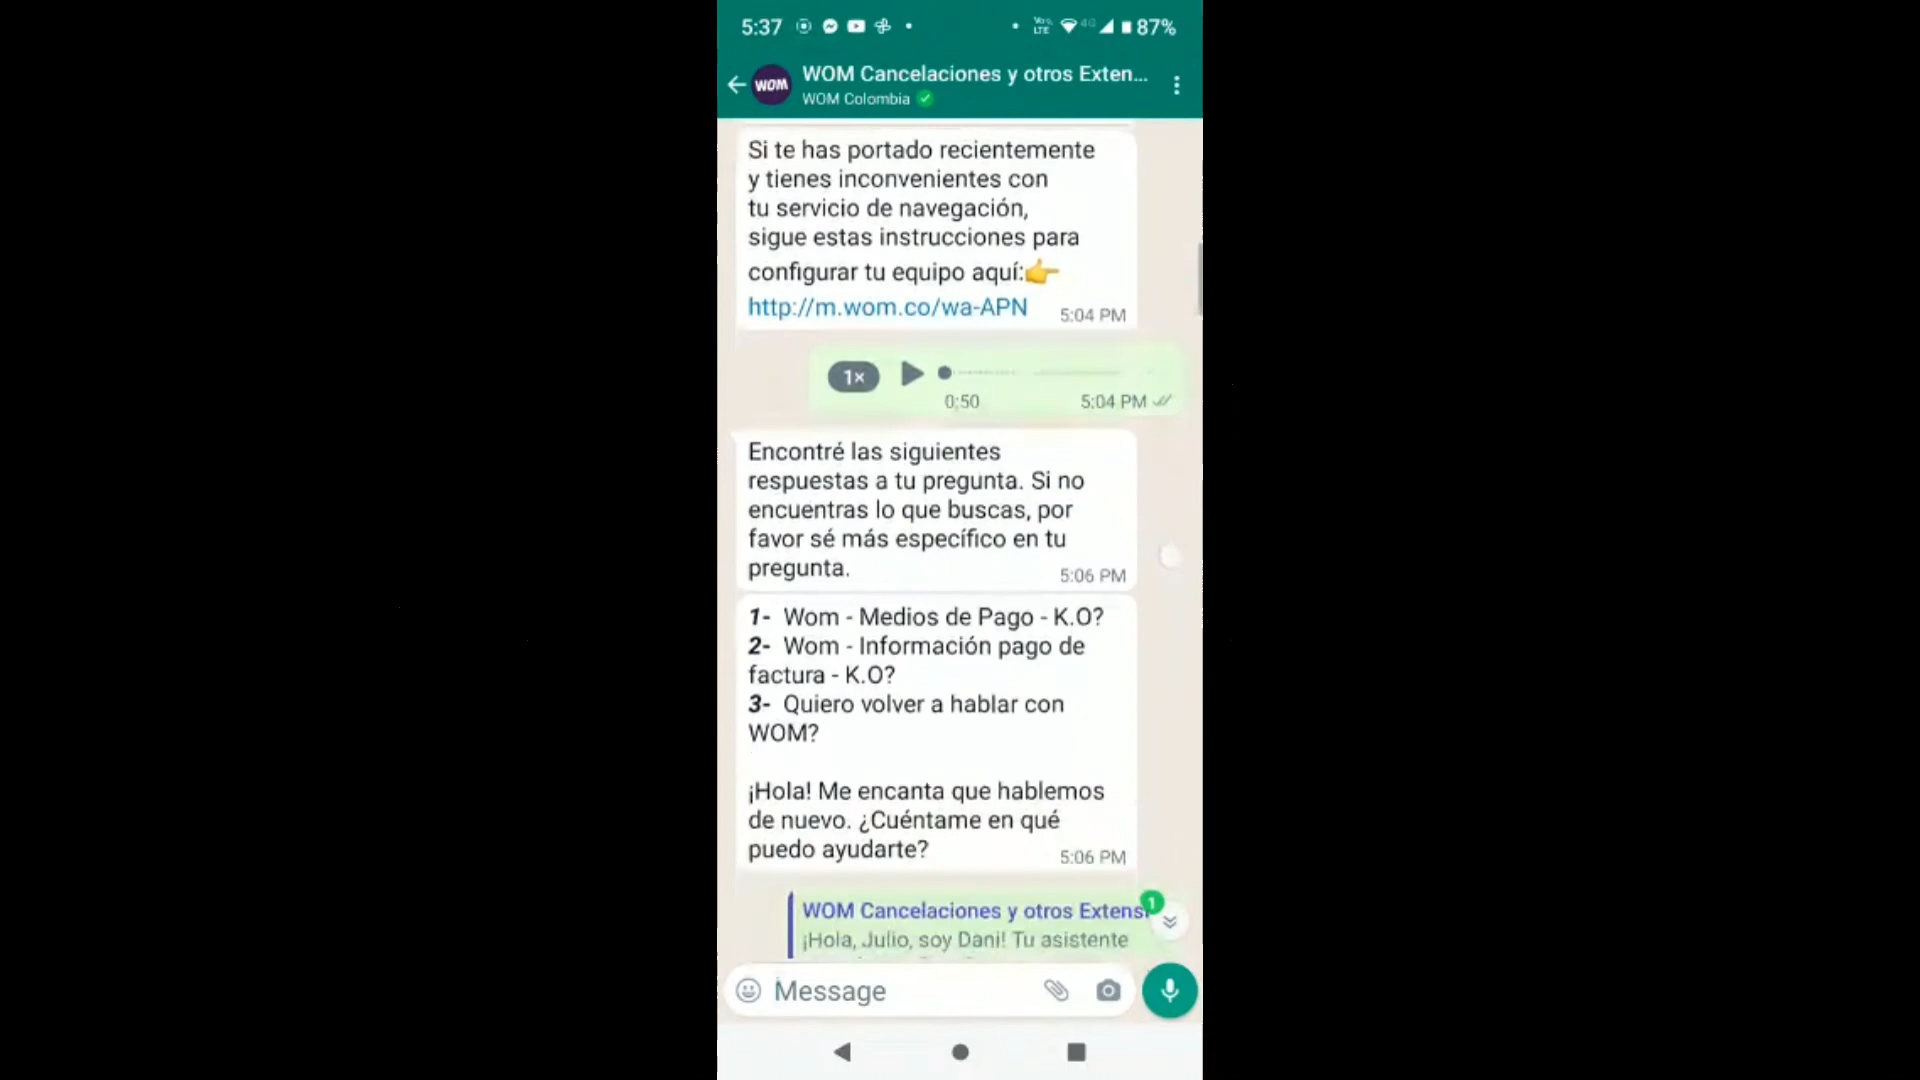 5:37
Vo LTE 4G 87%
WOM
WOM Cancelaciones y otros Exten...
WOM Colombia
Si te has portado recientemente
y tienes inconvenientes con
tu servicio de navegación,
sigue estas instrucciones para
configurar tu equipo aquí:👉
http://m.wom.co/wa-APN 5:04 PM
1×
0:50 5:04 PM
Encontré las siguientes
respuestas a tu pregunta. Si no
encuentras lo que buscas, por
favor sé más específico en tu
pregunta. 5:06 PM
1- Wom - Medios de Pago - K.O?
2- Wom - Información pago de
factura - K.O?
3- Quiero volver a hablar con
WOM?
¡Hola! Me encanta que hablemos
de nuevo. ¿Cuéntame en qué
puedo ayudarte? 5:06 PM
1
WOM Cancelaciones y otros Extens
¡Hola, Julio, soy Dani! Tu asistente
Message